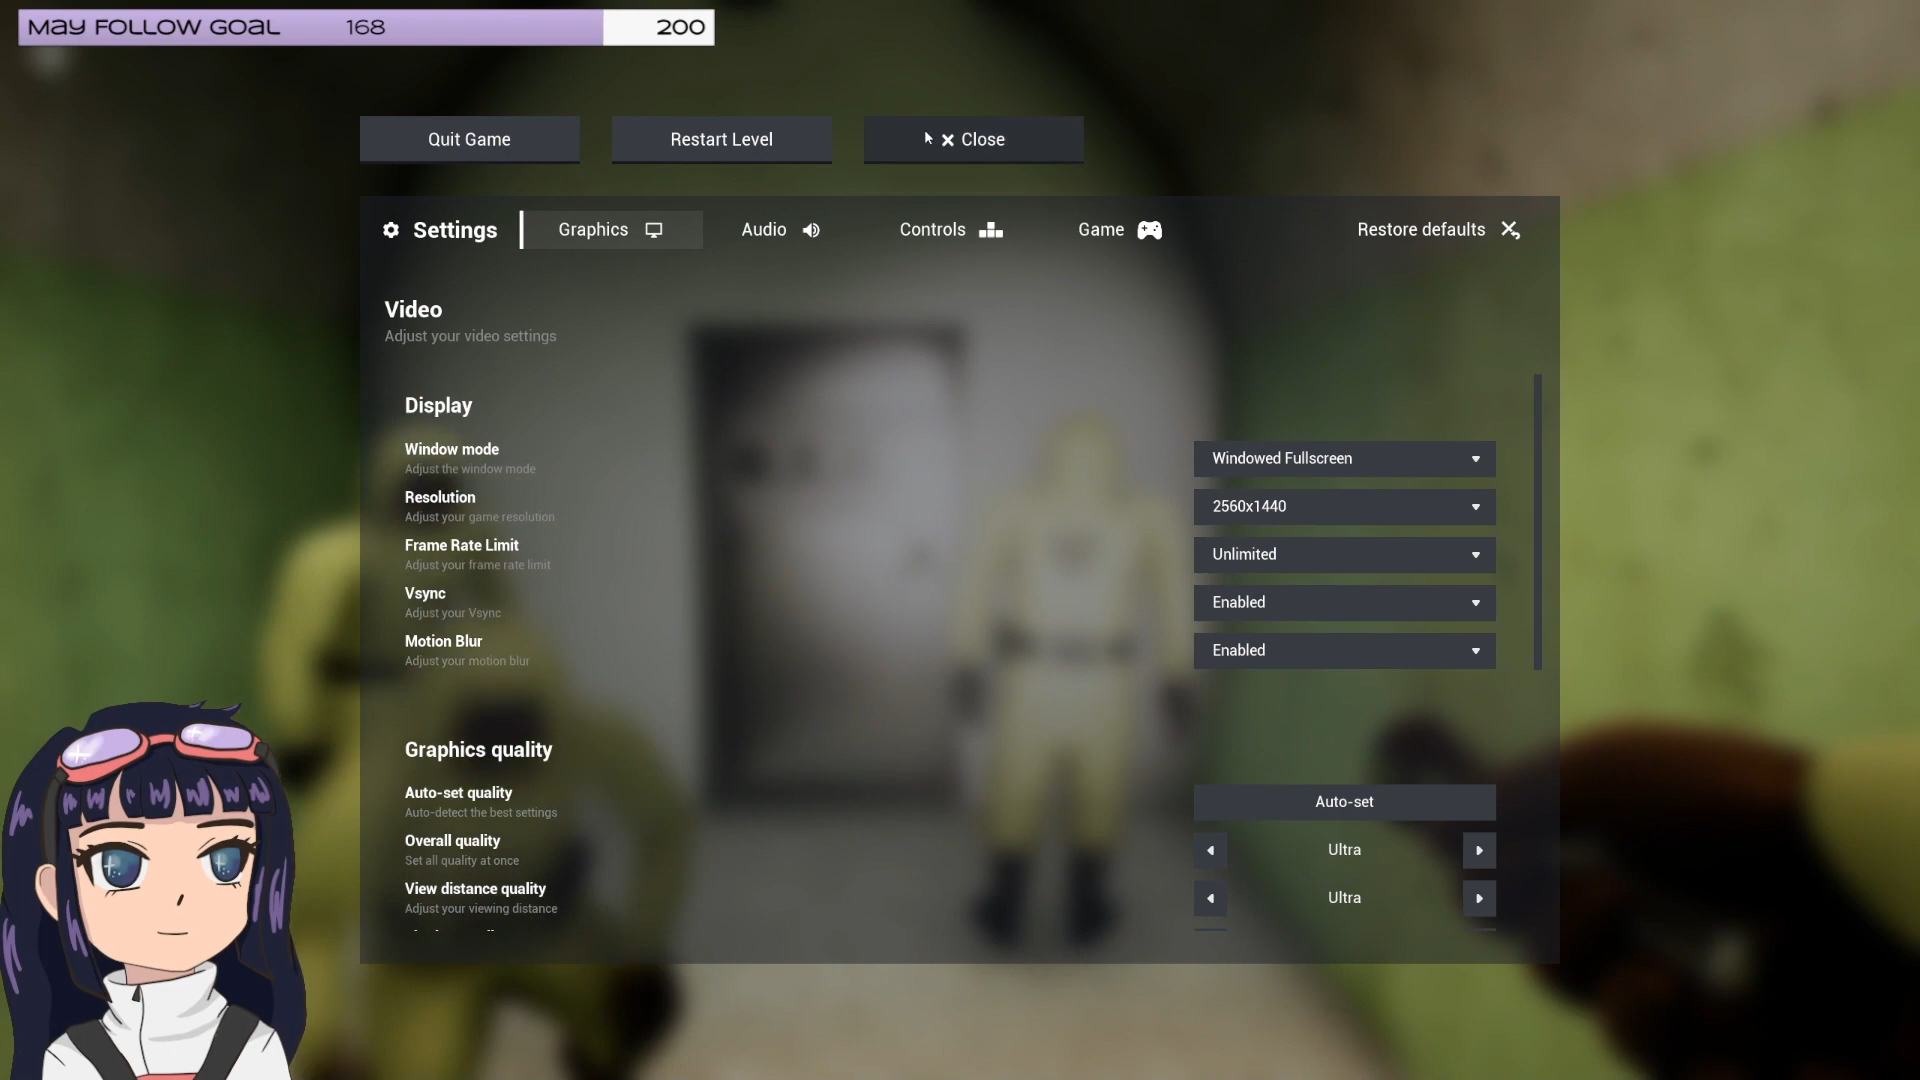 May Follow Goal 168 200
Quit Game
Restart Level
Close
Settings
Graphics
Audio
Controls
Game
Restore defaults
Video
Adjust your video settings
Display
Window mode
Adjust the window mode
Windowed Fullscreen
Resolution
Adjust your game resolution
2560x1440
Frame Rate Limit
Adjust your frame rate limit
Unlimited
Vsync
Adjust your Vsync
Enabled
Motion Blur
Adjust your motion blur
Enabled
Graphics quality
Auto-set quality
Auto-detect the best settings
Auto-set
Overall quality
Set all quality at once
Ultra
View distance quality
Adjust your viewing distance
Ultra